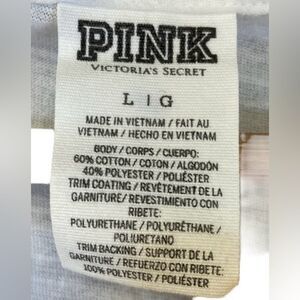 PINK
VICTORIA'S SECRET
L | G
MADE IN VIETNAM / FAIT AU
VIETNAM / HECHO EN VIETNAM
BODY / CORPS / CUERPO:
60% COTTON / COTON / ALGODÓN
40% POLYESTER / POLIÉSTER
TRIM COATING / REVÊTEMENT DE LA
GARNITURE / REVESTIMIENTO CON
RIBETE:
POLYURETHANE / POLYURÉTHANE /
POLIURETANO
TRIM BACKING / SUPPORT DE LA
GARNITURE / REFUERZO CON RIBETE:
100% POLYESTER / POLIÉSTER